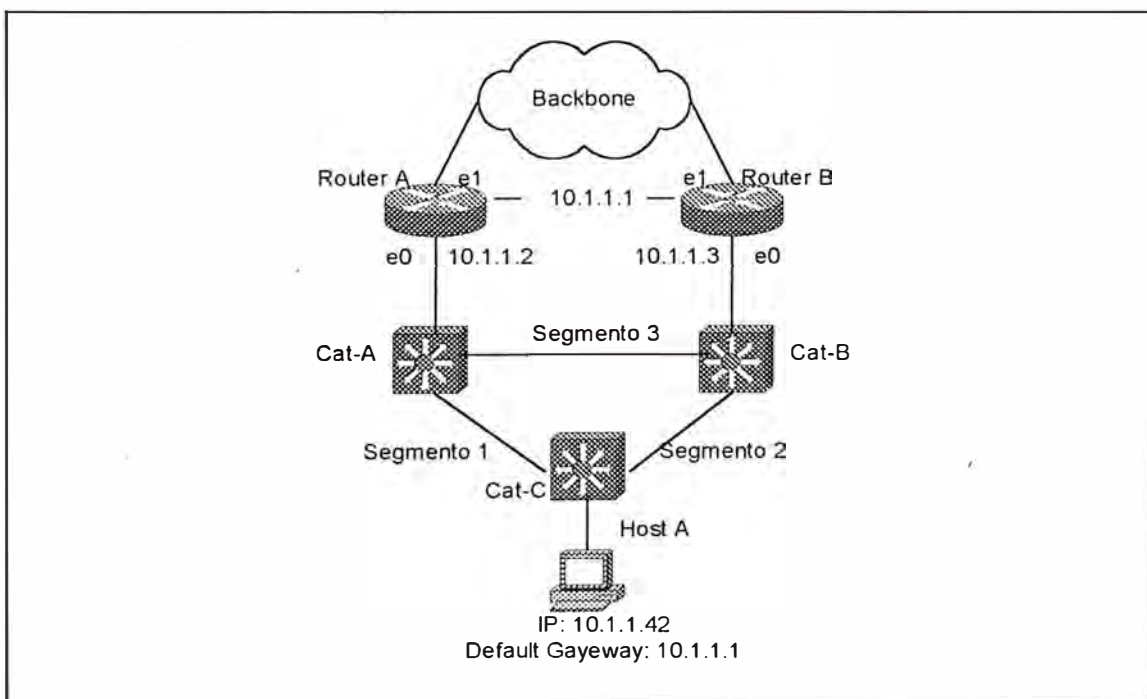 Backbone
Router A
e1
10.1.1.1
e1
Router B
e0
10.1.1.2
10.1.1.3
e0
Cat-A
Segmento 3
Cat-B
Segmento 1
Segmento 2
Cat-C
Host A
IP: 10.1.1.42
Default Gayeway: 10.1.1.1